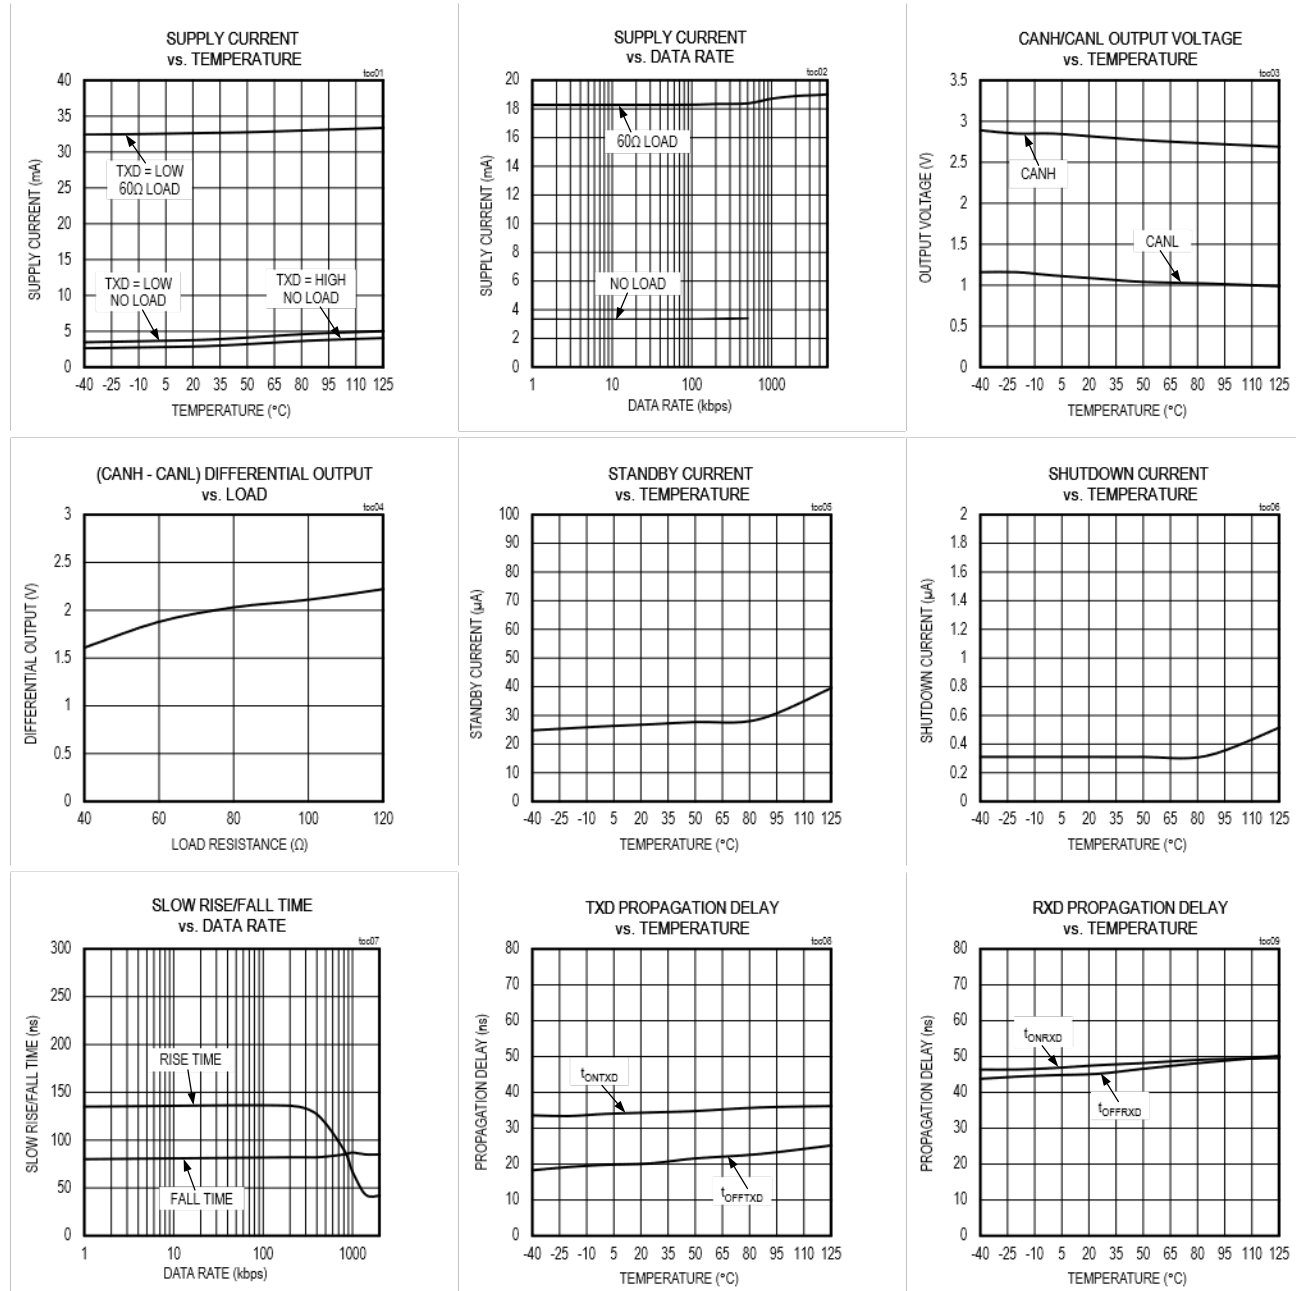 SUPPLY CURRENT
vs. TEMPERATURE
toc01
SUPPLY CURRENT (mA)
40
35
30
25
20
15
10
5
0
TXD = LOW
60Ω LOAD
TXD = LOW
NO LOAD
TXD = HIGH
NO LOAD
-40 -25 -10 5 20 35 50 65 80 95 110 125
TEMPERATURE (°C)
SUPPLY CURRENT
vs. DATA RATE
toc02
SUPPLY CURRENT (mA)
20
18
16
14
12
10
8
6
4
2
0
60Ω LOAD
NO LOAD
1 10 100 1000
DATA RATE (kbps)
CANH/CANL OUTPUT VOLTAGE
vs. TEMPERATURE
toc03
OUTPUT VOLTAGE (V)
3.5
3
2.5
2
1.5
1
0.5
0
CANH
CANL
-40 -25 -10 5 20 35 50 65 80 95 110 125
TEMPERATURE (°C)
(CANH - CANL) DIFFERENTIAL OUTPUT
vs. LOAD
toc04
DIFFERENTIAL OUTPUT (V)
3
2.5
2
1.5
1
0.5
0
40 60 80 100 120
LOAD RESISTANCE (Ω)
STANDBY CURRENT
vs. TEMPERATURE
toc05
STANDBY CURRENT (µA)
100
90
80
70
60
50
40
30
20
10
0
-40 -25 -10 5 20 35 50 65 80 95 110 125
TEMPERATURE (°C)
SHUTDOWN CURRENT
vs. TEMPERATURE
toc06
SHUTDOWN CURRENT (µA)
2
1.8
1.6
1.4
1.2
1
0.8
0.6
0.4
0.2
0
-40 -25 -10 5 20 35 50 65 80 95 110 125
TEMPERATURE (°C)
SLOW RISE/FALL TIME
vs. DATA RATE
toc07
SLOW RISE/FALL TIME (ns)
300
250
200
150
100
50
0
RISE TIME
FALL TIME
1 10 100 1000
DATA RATE (kbps)
TXD PROPAGATION DELAY
vs. TEMPERATURE
toc08
PROPAGATION DELAY (ns)
80
70
60
50
40
30
20
10
0
tONTXD
tOFFTXD
-40 -25 -10 5 20 35 50 65 80 95 110 125
TEMPERATURE (°C)
RXD PROPAGATION DELAY
vs. TEMPERATURE
toc09
PROPAGATION DELAY (ns)
80
70
60
50
40
30
20
10
0
tONRXD
tOFFRXD
-40 -25 -10 5 20 35 50 65 80 95 110 125
TEMPERATURE (°C)